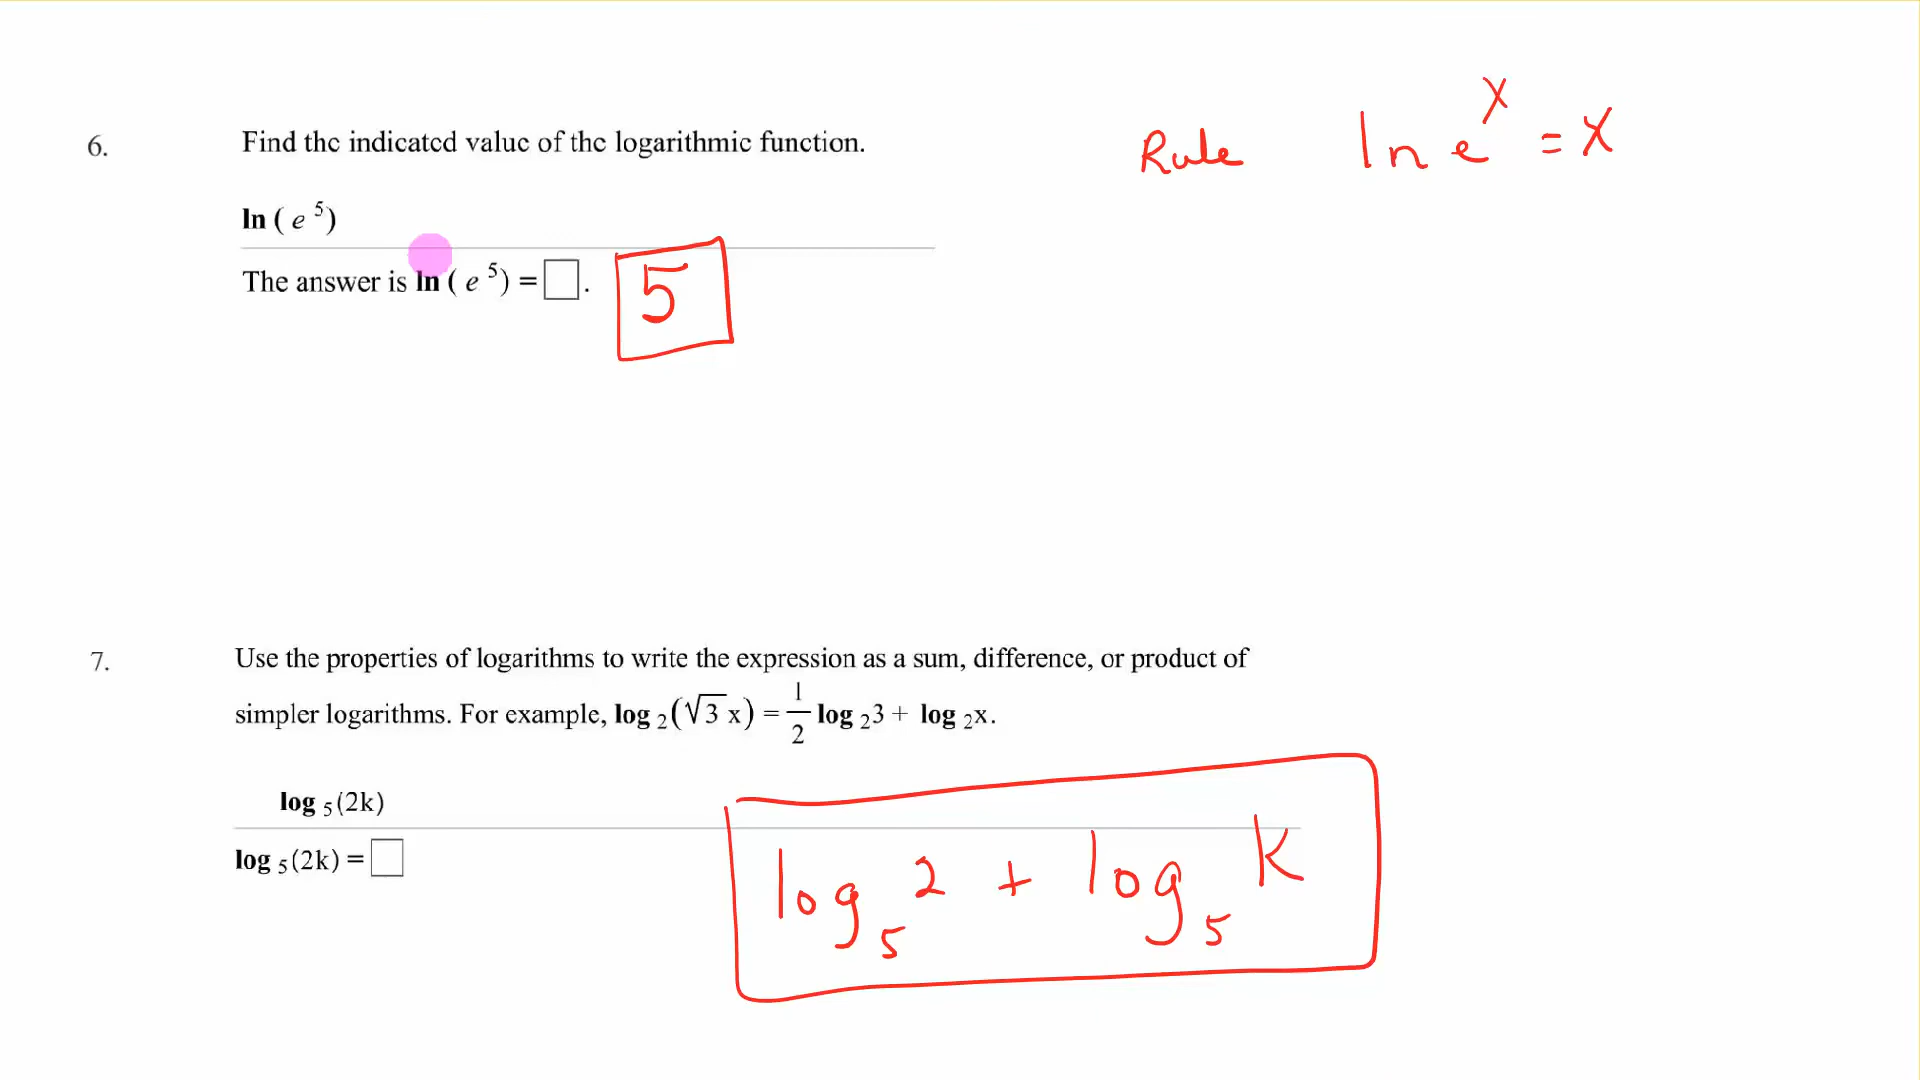 6. Find the indicated value of the logarithmic function.
Rule ln e^x = x
ln ( e ^5 )
The answer is ln ( e ^5 ) = □.
5
7. Use the properties of logarithms to write the expression as a sum, difference, or product of
simpler logarithms. For example, log ₂(√3 x) = 1/2 log ₂3 + log ₂x.
log ₅(2k)
log ₅(2k) = □
log₅ 2 + log₅ k